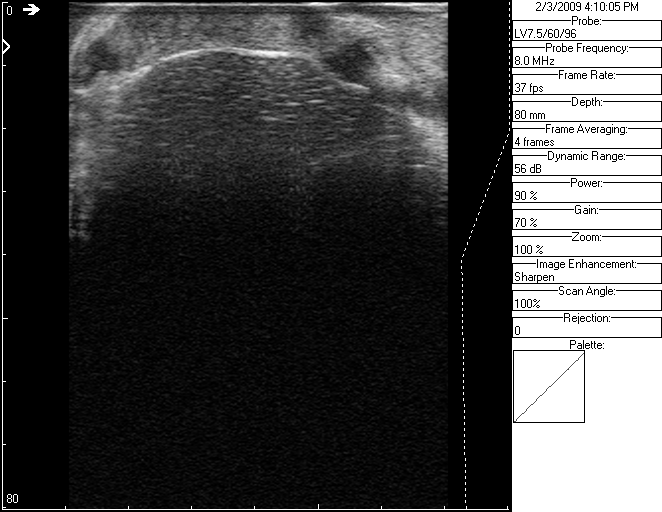 0
80
2/3/2009 4:10:05 PM
Probe:
LV7.5/60/96
Probe Frequency:
8.0 MHz
Frame Rate:
37 fps
Depth:
80 mm
Frame Averaging:
4 frames
Dynamic Range:
56 dB
Power:
90 %
Gain:
70 %
Zoom:
100 %
Image Enhancement:
Sharpen
Scan Angle:
100%
Rejection:
0
Palette: